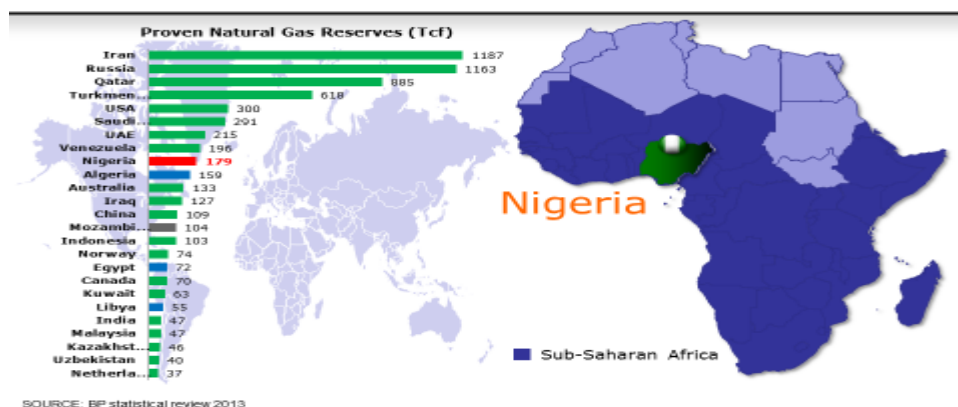 Proven Natural Gas Reserves (Tcf)
Iran 1187
Russia 1163
Qatar 885
Turkmen... 618
USA 300
Saudi... 291
UAE 215
Venezuela 196
Nigeria 179
Algeria 159
Australia 133
Iraq 127
China 109
Mozambi... 104
Indonesia 103
Norway 74
Egypt 72
Canada 70
Kuwait 63
Libya 55
India 47
Malaysia 47
Kazakhst... 46
Uzbekistan 40
Netherla... 37
SOURCE: BP statistical review 2013
Nigeria
Sub-Saharan Africa